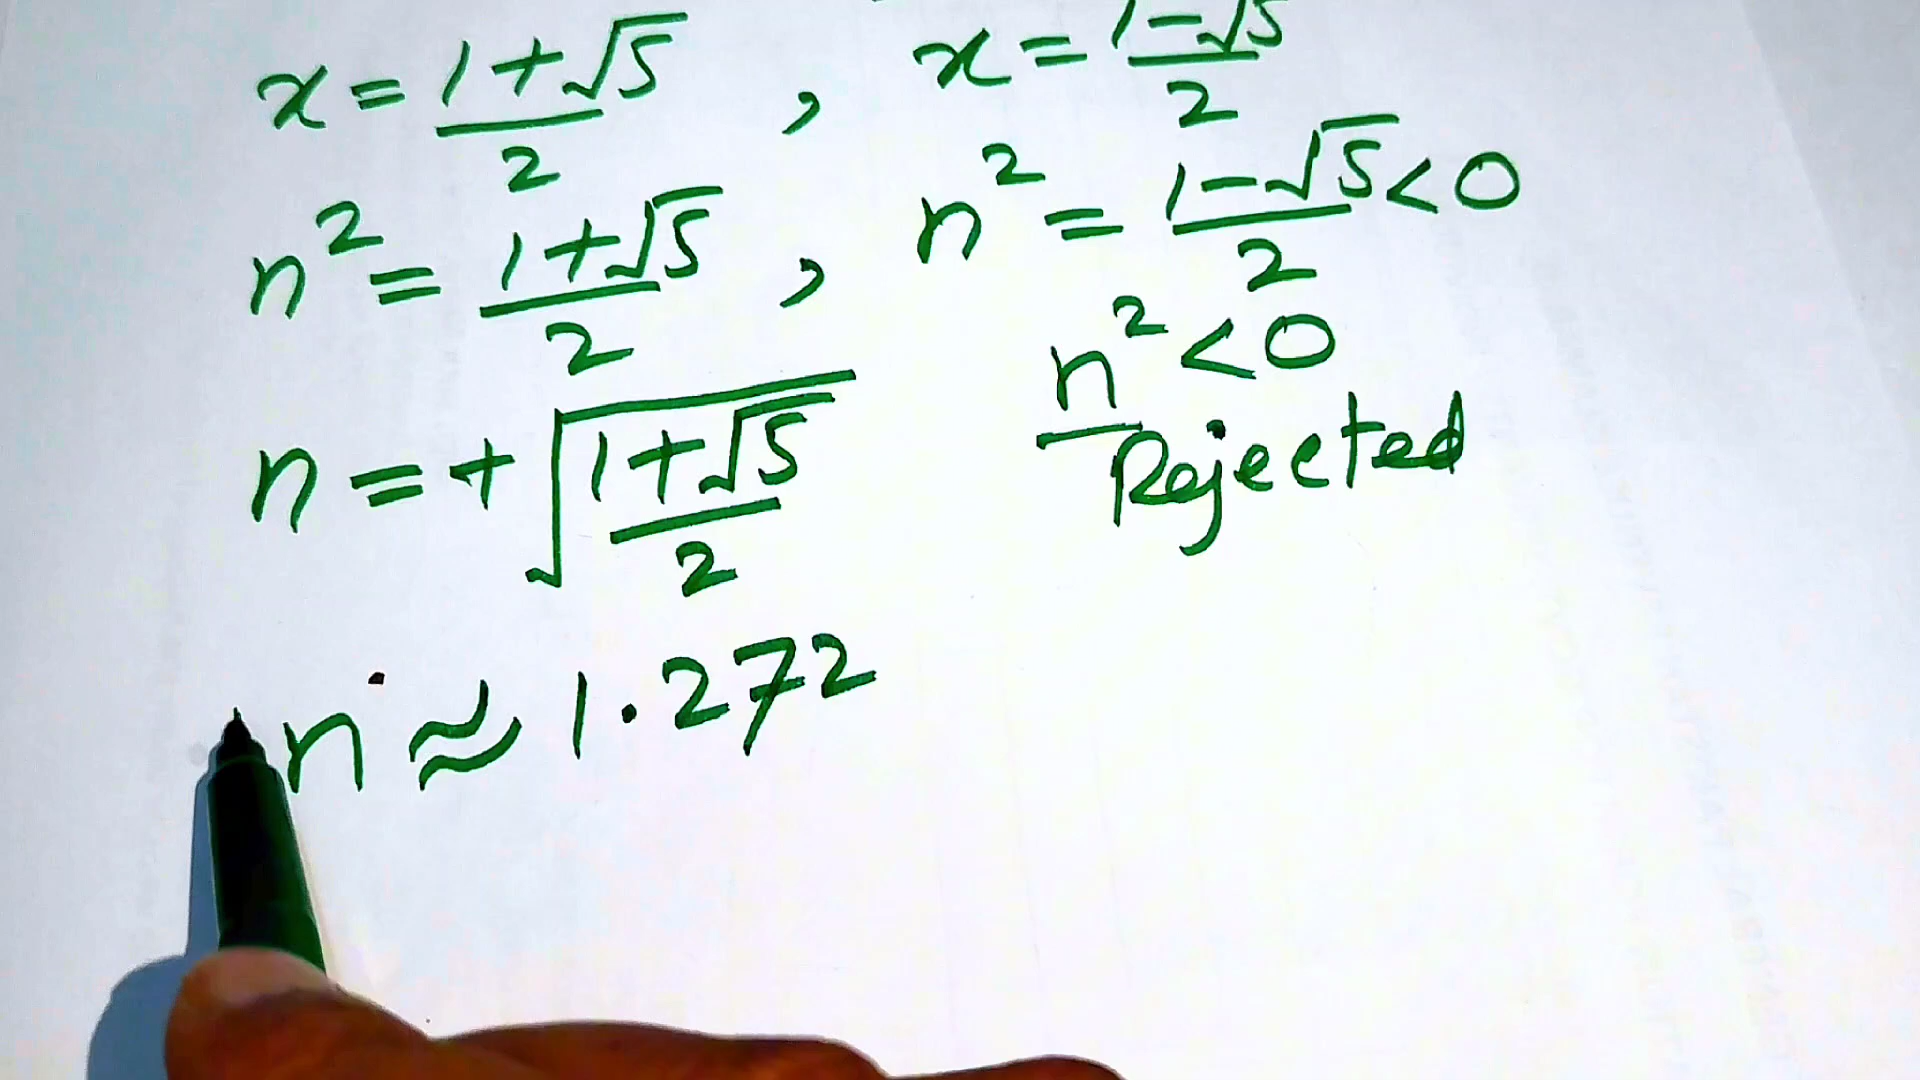 x = (1+√5)/2 , x = (1-√5)/2
n² = (1+√5)/2 , n² = (1-√5)/2 < 0
n² < 0
n = +√((1+√5)/2) Rejected
n ≈ 1.272